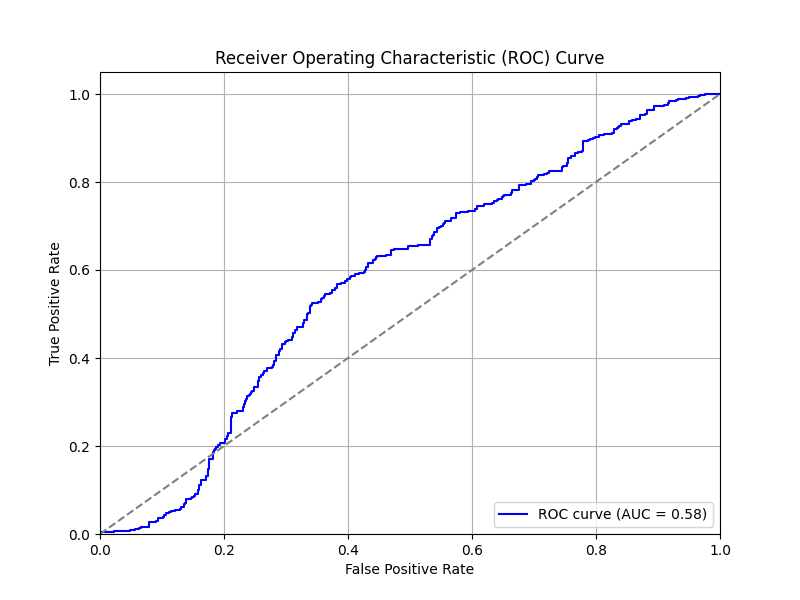 Receiver Operating Characteristic (ROC) Curve
True Positive Rate
1.0
0.8
0.6
0.4
0.2
0.0
0.0 0.2 0.4 0.6 0.8 1.0
False Positive Rate
ROC curve (AUC = 0.58)